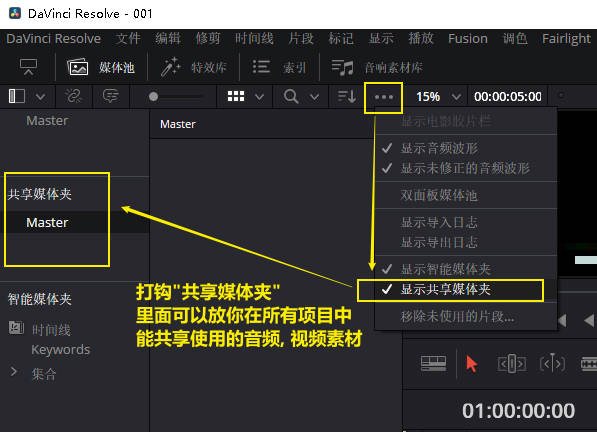 DaVinci Resolve - 001
DaVinci Resolve 文件 编辑 修剪 时间线 片段 标记 显示 播放 Fusion 调色 Fairlight
媒体池 特效库 索引 音响素材库
15% 00:00:05:00
Master
Master
显示电影胶片栏
显示音频波形
显示未修正的音频波形
双面板媒体池
显示导入日志
显示导出日志
显示智能媒体夹
显示共享媒体夹
移除未使用的片段...
共享媒体夹
Master
打钩"共享媒体夹"
里面可以放你在所有项目中
能共享使用的音频, 视频素材
智能媒体夹
时间线
Keywords
集合
01:00:00:00